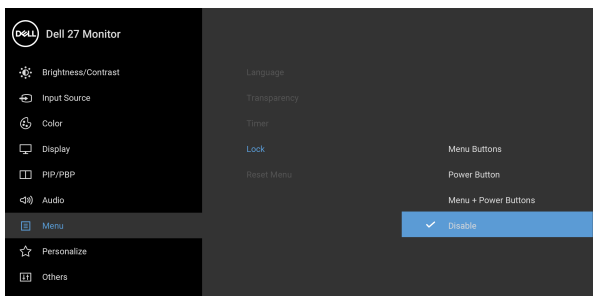 DELL Dell 27 Monitor
Brightness/Contrast
Input Source
Color
Display
PIP/PBP
Audio
Menu
Personalize
Others
Language
Transparency
Timer
Lock
Reset Menu
Menu Buttons
Power Button
Menu + Power Buttons
Disable